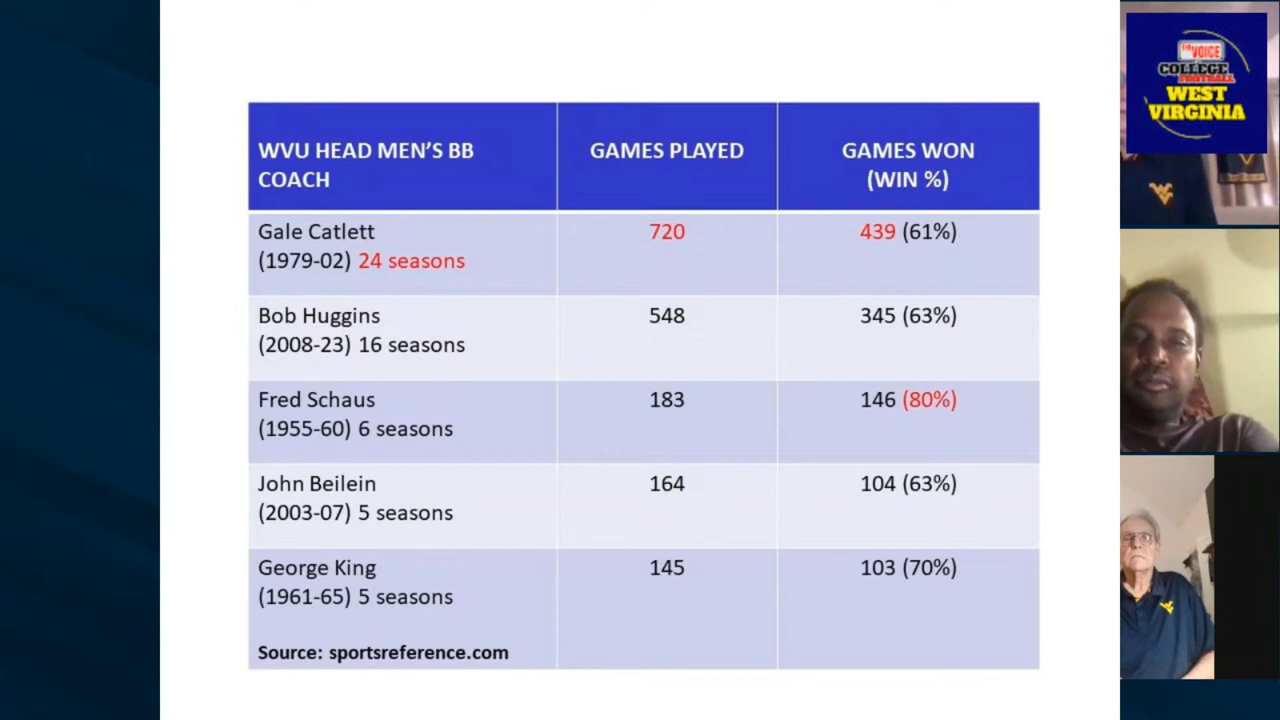 WVU HEAD MEN'S BB
COACH
GAMES PLAYED
GAMES WON
(WIN %)
Gale Catlett
(1979-02) 24 seasons
720
439 (61%)
Bob Huggins
(2008-23) 16 seasons
548
345 (63%)
Fred Schaus
(1955-60) 6 seasons
183
146 (80%)
John Beilein
(2003-07) 5 seasons
164
104 (63%)
George King
(1961-65) 5 seasons
145
103 (70%)
Source: sportsreference.com
VOICE
COLLEGE
FOOTBALL
WEST
VIRGINIA